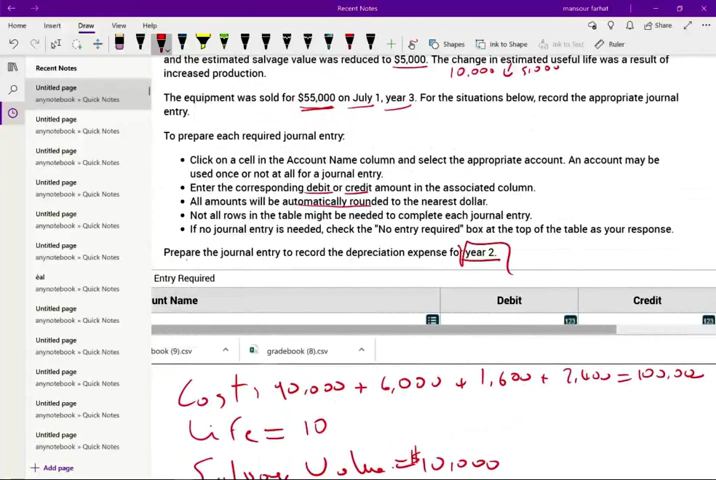 Recent Notes
mansour farhat
Home
Insert
Draw
View
Help
Share
Shapes
Ink to Shape
Ink to Text
Ruler
Recent Notes
Untitled page
anynotebook » Quick Notes
Untitled page
anynotebook » Quick Notes
Untitled page
anynotebook » Quick Notes
Untitled page
anynotebook » Quick Notes
Untitled page
anynotebook » Quick Notes
Untitled page
anynotebook » Quick Notes
éal
anynotebook » Quick Notes
Untitled page
anynotebook » Quick Notes
Untitled page
anynotebook » Quick Notes
Untitled page
anynotebook » Quick Notes
Untitled page
anynotebook » Quick Notes
Untitled page
anynotebook » Quick Notes
Add page
and the estimated salvage value was reduced to $5,000. The change in estimated useful life was a result of
increased production.
10,000 ↓ 5,000
The equipment was sold for $55,000 on July 1, year 3. For the situations below, record the appropriate journal
entry.
To prepare each required journal entry:
• Click on a cell in the Account Name column and select the appropriate account. An account may be
used once or not at all for a journal entry.
• Enter the corresponding debit or credit amount in the associated column.
• All amounts will be automatically rounded to the nearest dollar.
• Not all rows in the table might be needed to complete each journal entry.
• If no journal entry is needed, check the "No entry required" box at the top of the table as your response.
Prepare the journal entry to record the depreciation expense for year 2.
Entry Required
unt Name
Debit
Credit
123
123
book (9).csv
gradebook (8).csv
Cost, 90,000 + 6,000 + 1,600 + 2,400 = 100,000
Life = 10
Salvage Value = $10,000